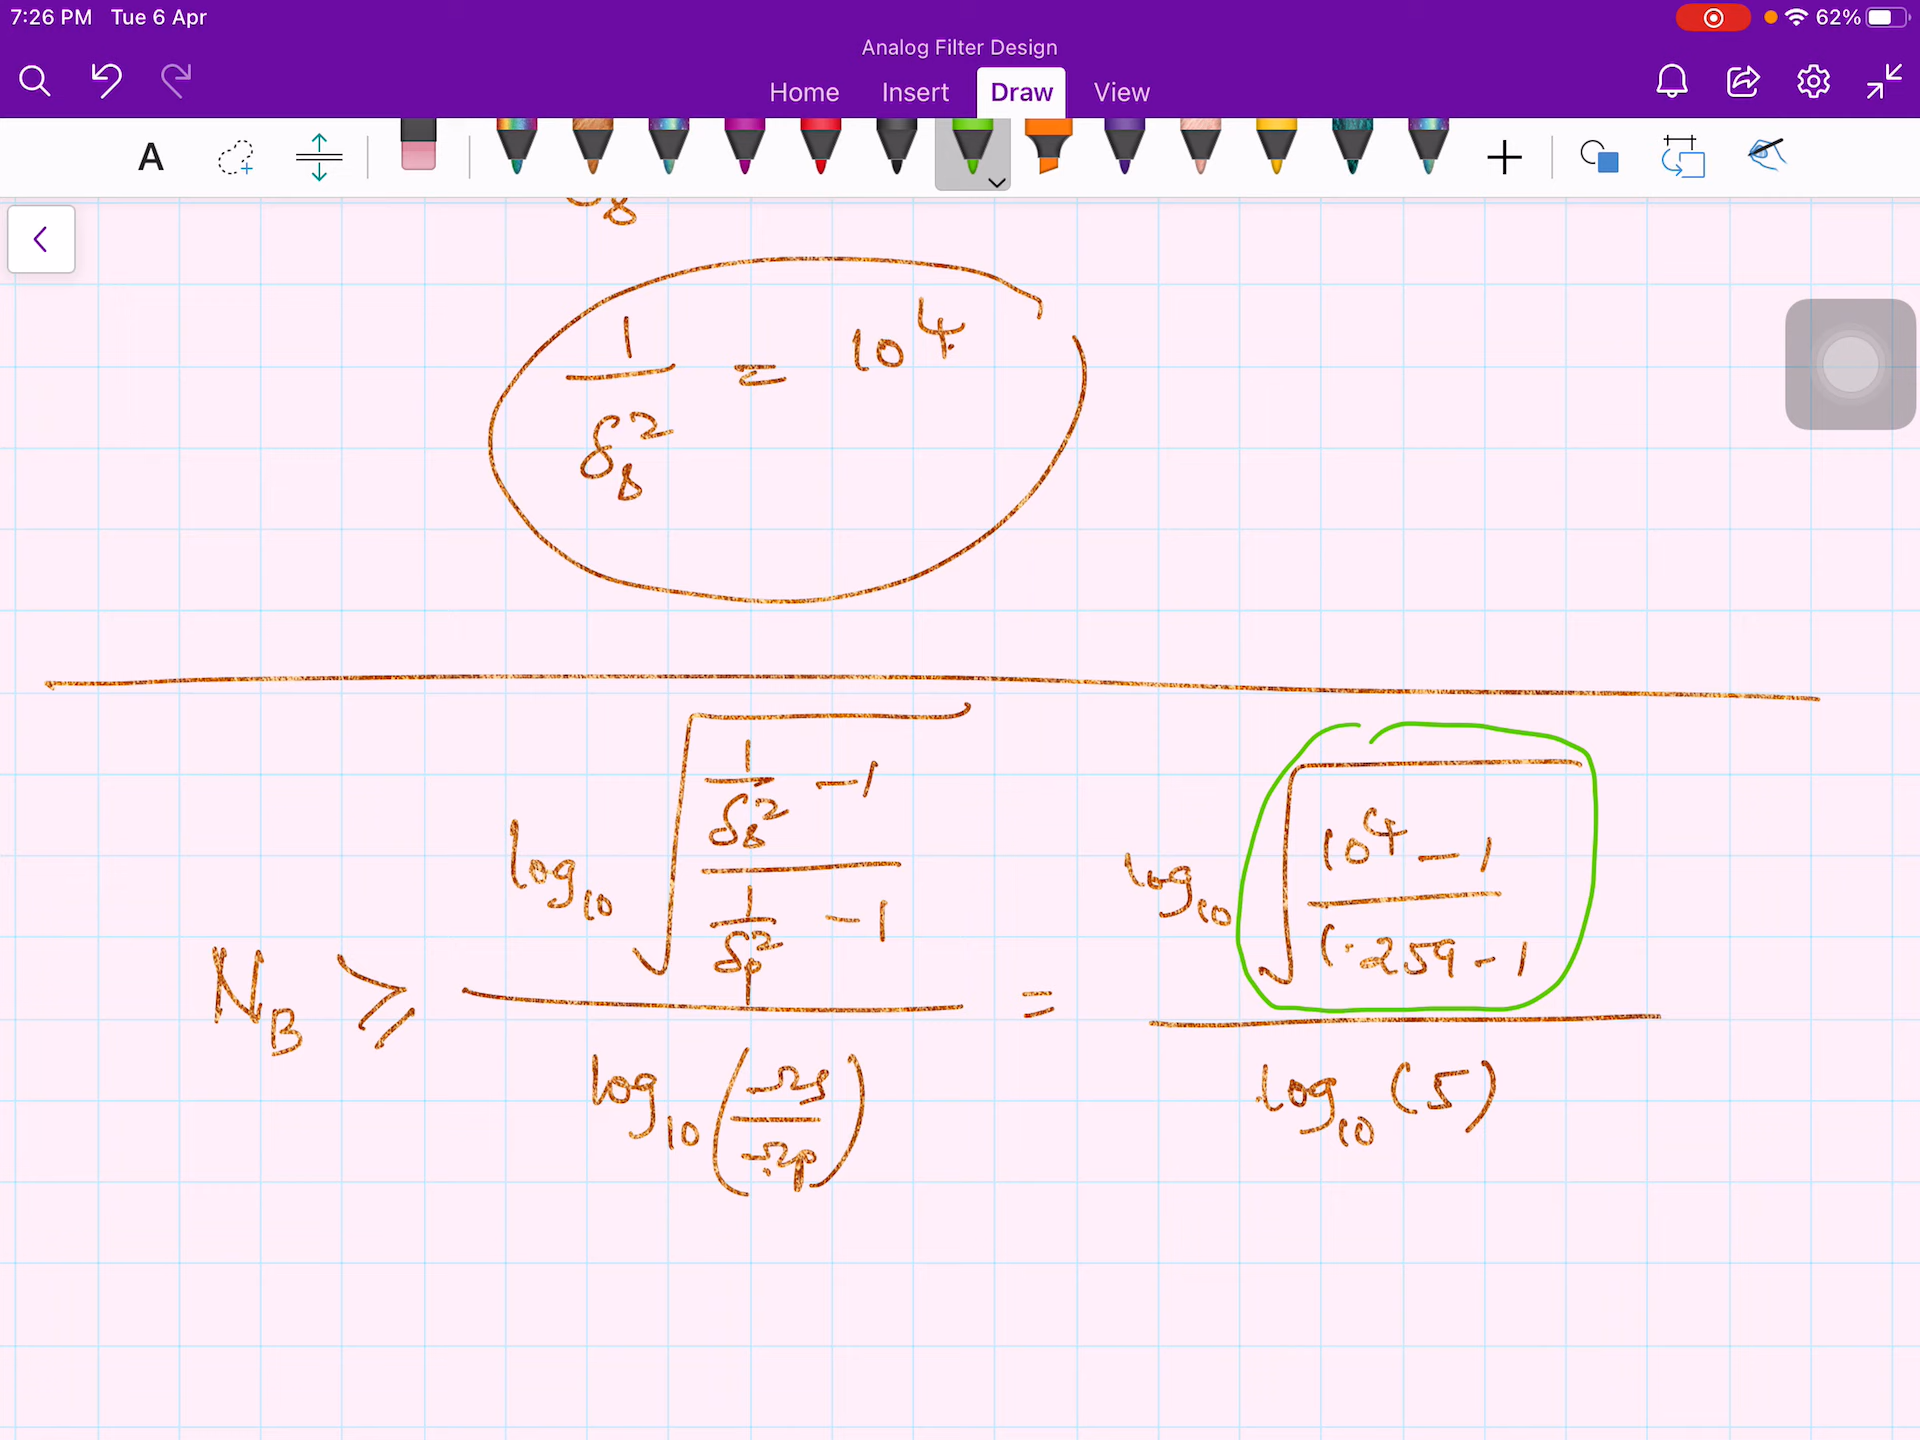 7:26 PM Tue 6 Apr 62%
Analog Filter Design
Home Insert Draw View
A
1/δs² = 10⁴
N_B ≥ log₁₀ √((1/δs² − 1)/(1/δp² − 1)) / log₁₀(Ωs/Ωp) = log₁₀ √((10⁴ − 1)/(1.259 − 1)) / log₁₀(5)